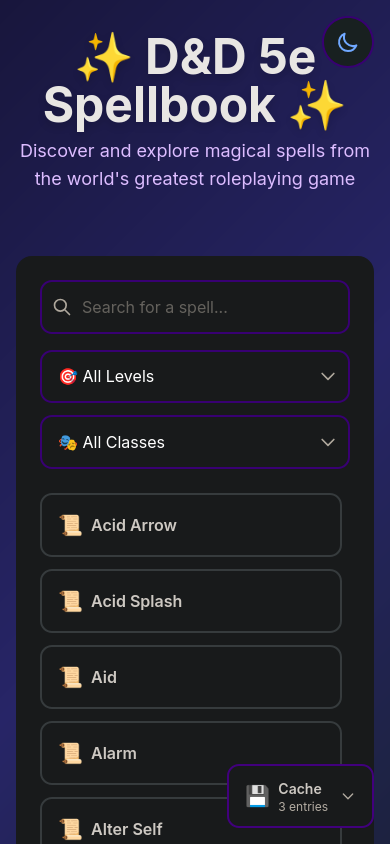 ✨ D&D 5e
Spellbook ✨
Discover and explore magical spells from
the world's greatest roleplaying game
Search for a spell...
🎯 All Levels
🎭 All Classes
📜 Acid Arrow
📜 Acid Splash
📜 Aid
📜 Alarm
💾 Cache
3 entries
📜 Alter Self